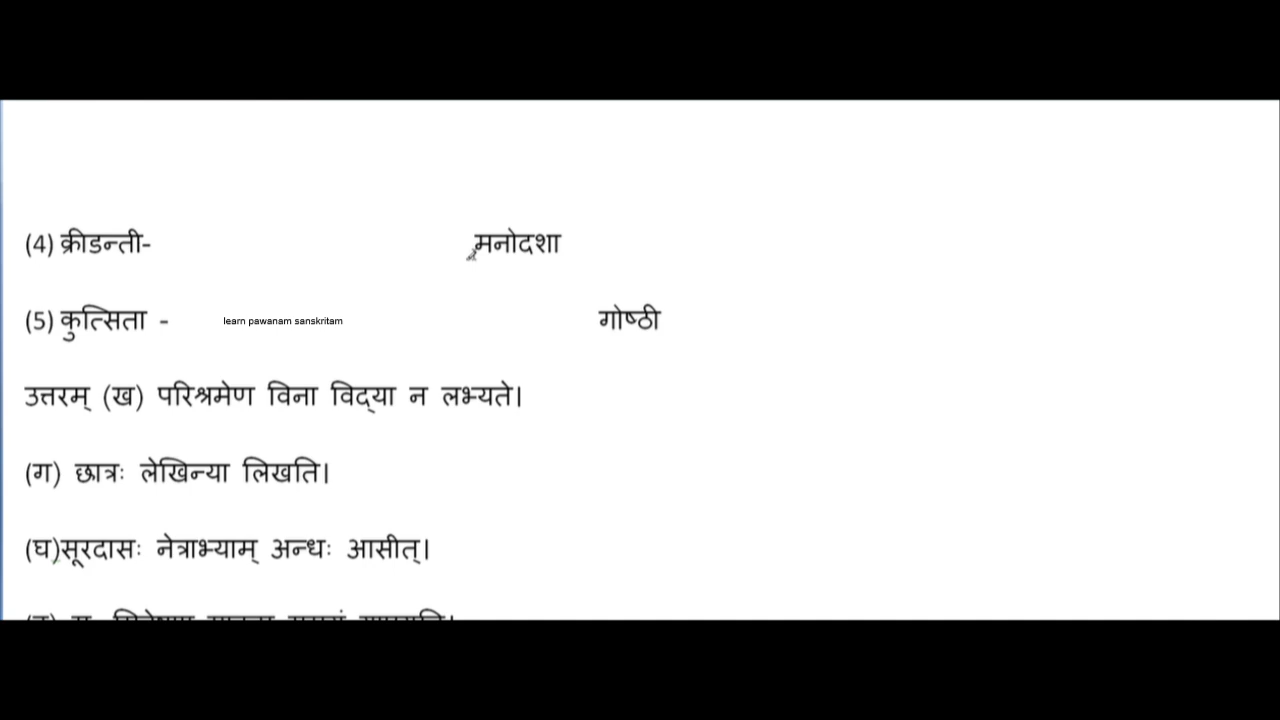 (4) क्रीडन्ती- मनोदशा
(5) कुत्सिता - learn pawanam sanskritam गोष्ठी
उत्तरम् (ख) परिश्रमेण विना विद्‌या न लभ्यते।
(ग) छात्रः लेखिन्या लिखति।
(घ)सूरदासः नेत्राभ्याम् अन्धः आसीत्।